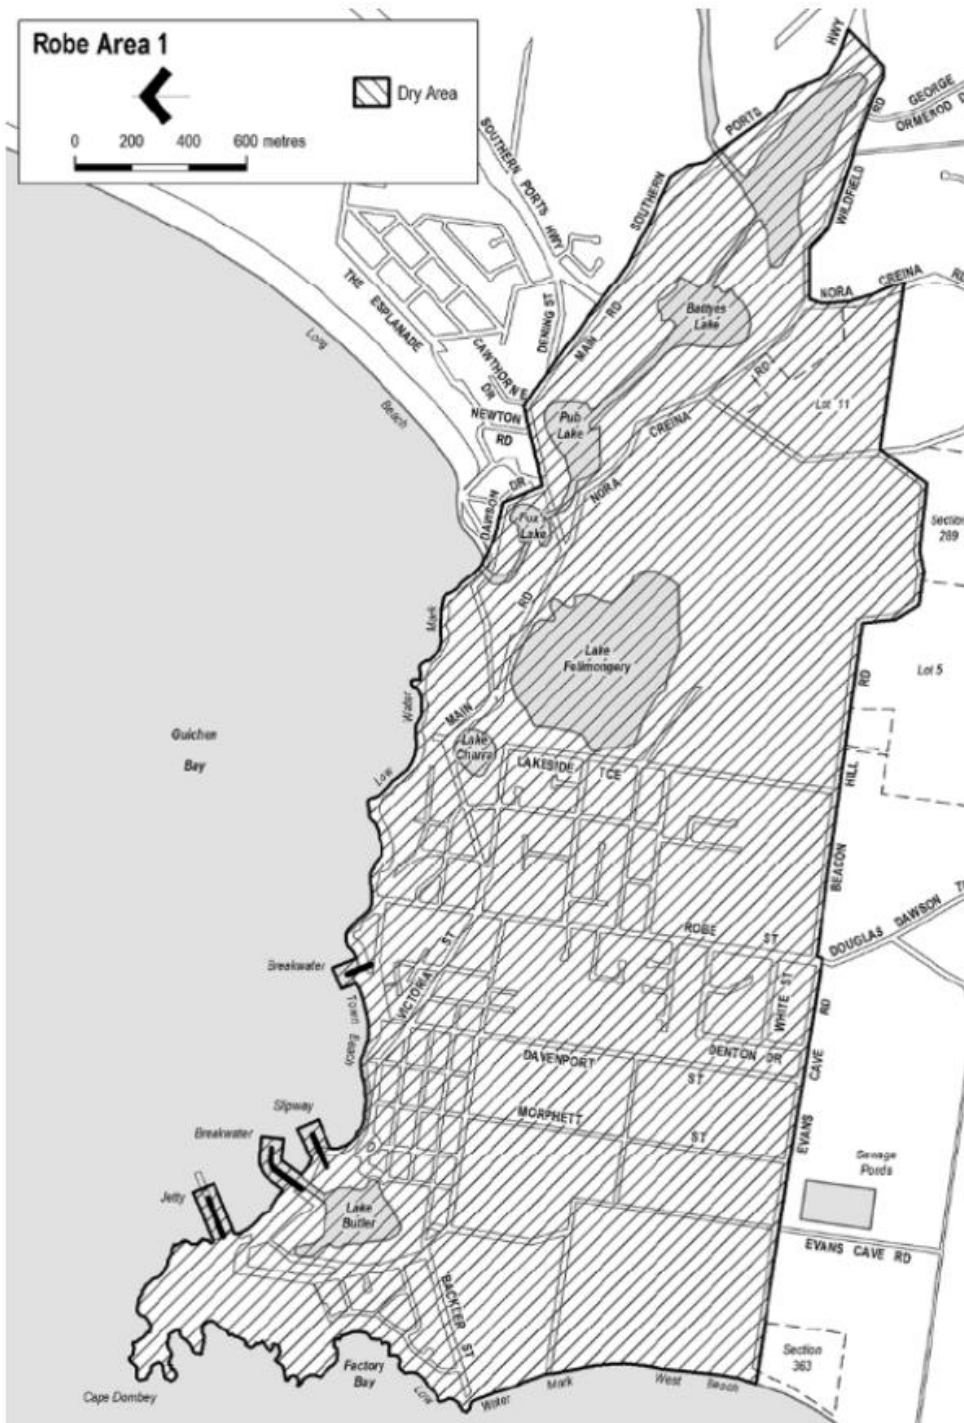 Robe Area 1
Dry Area
0 200 400 600 metres
HWY
GEORGE
ORMEROD D
RD
PORTS
SOUTHERN
WILDFIELD
SOUTHERN PORTS HWY
NORA CREINA RD
Battyes
Lake
THE ESPLANADE
Long
Beach
DENING ST
MAIN RD
CAWTHORNE
DR
NEWTON
RD
Pub
Lake
RD
CREINA
NORA
Lot 11
DAWSON DR
Fox
Lake
Section
289
RD
Lake
Fellmongery
Mark
Water
Low
Lot 5
RD
HILL
BEACON
Guichen
Bay
MAIN
Lake
Charra
LAKESIDE TCE
ROBE ST
DOUGLAS DAWSON T
Breakwater
VICTORIA ST
WHITE ST
RD
Town Beach
DAVENPORT ST
DENTON DR
CAVE
Slipway
MORPHETT ST
EVANS
Breakwater
Sewage
Ponds
Jetty
Lake
Butler
EVANS CAVE RD
BACKLER ST
Section
363
Factory
Bay
Cape Dombey
Low Water Mark West Beach